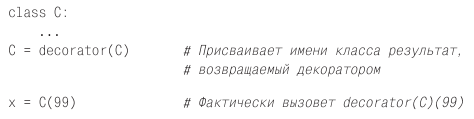 class C:
    ...
C = decorator(C)        # Присваивает имени класса результат,
                        # возвращаемый декоратором
x = C(99)               # Фактически вызовет decorator(C)(99)